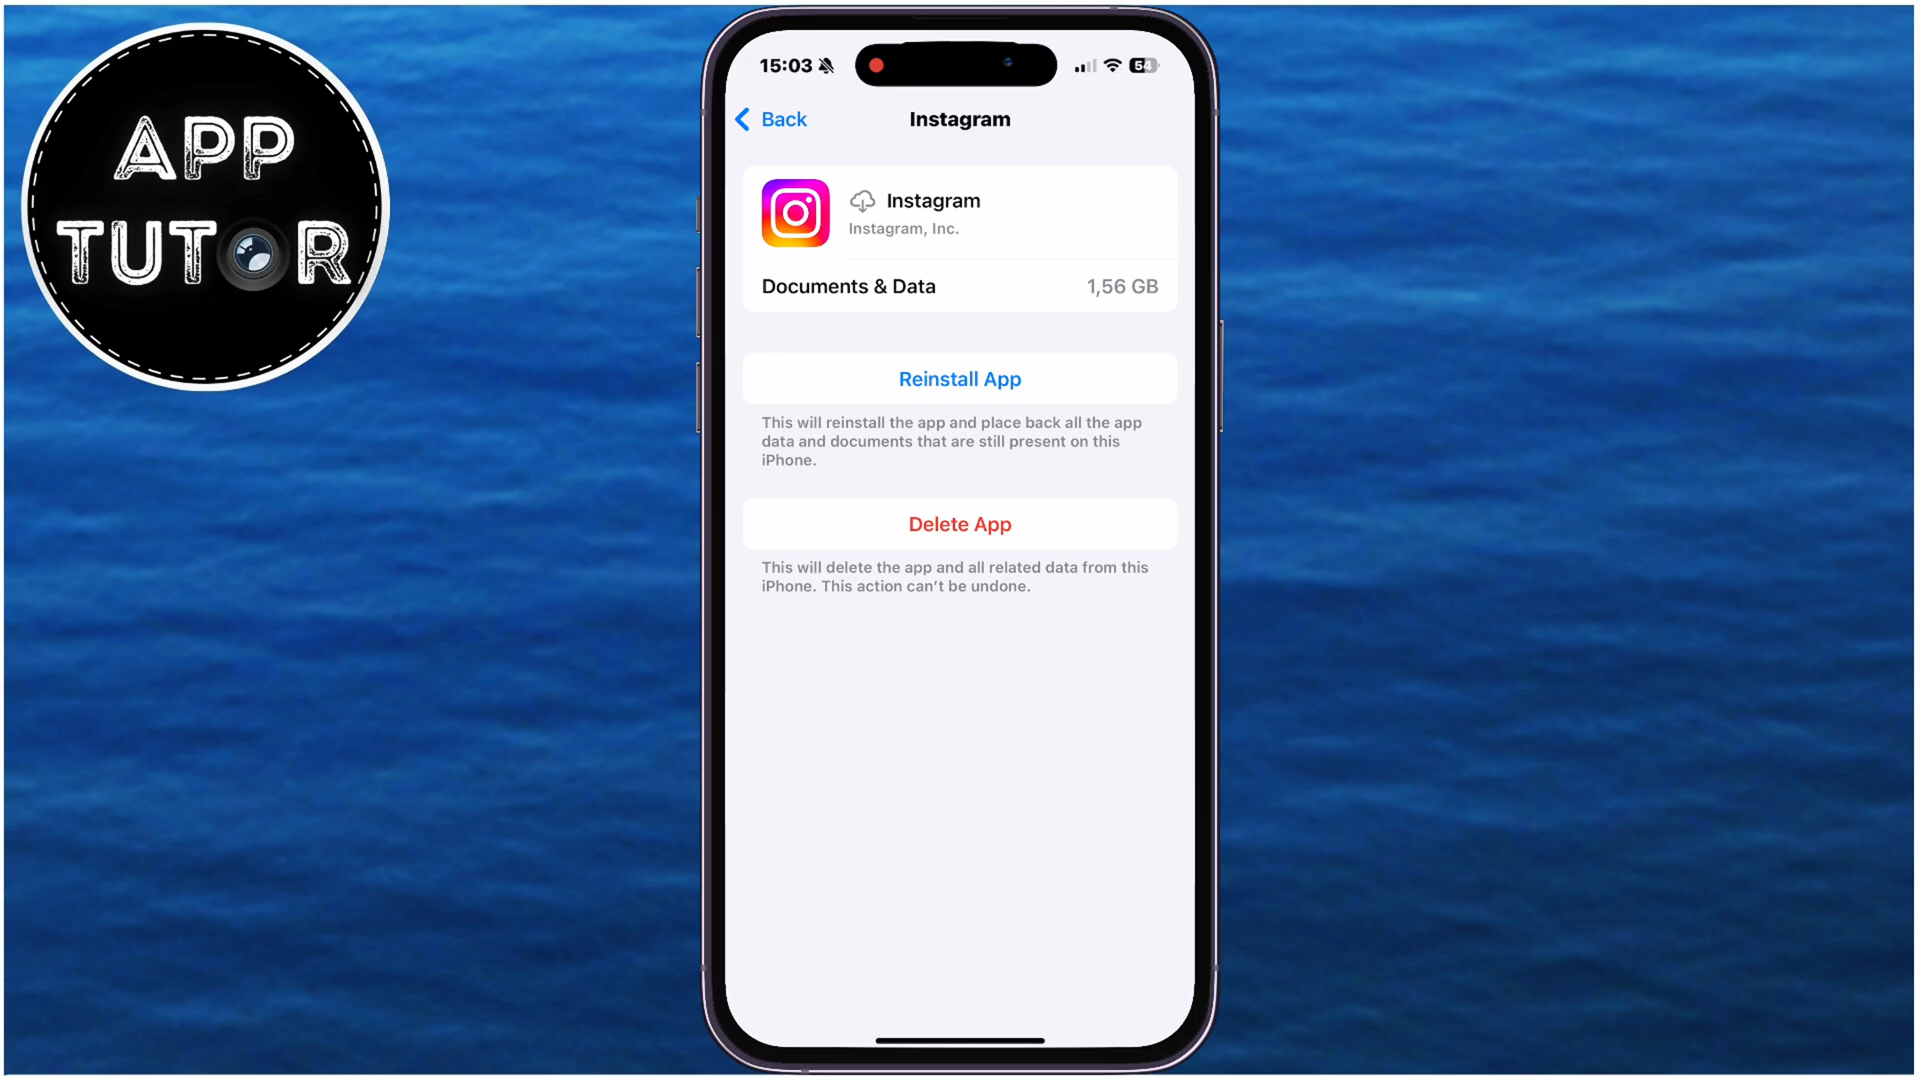 APP
TUTOR
15:03
54
Back
Instagram
Instagram
Instagram, Inc.
Documents & Data
1,56 GB
Reinstall App
This will reinstall the app and place back all the app
data and documents that are still present on this
iPhone.
Delete App
This will delete the app and all related data from this
iPhone. This action can't be undone.